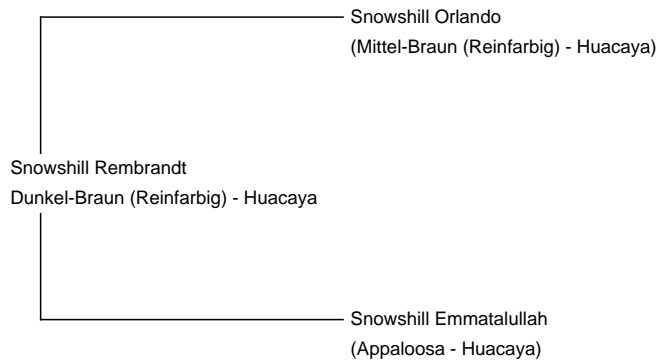 Snowshill Orlando
(Mittel-Braun (Reinfarbig) - Huacaya)
Snowshill Rembrandt
Dunkel-Braun (Reinfarbig) - Huacaya
Snowshill Emmatalullah
(Appaloosa - Huacaya)